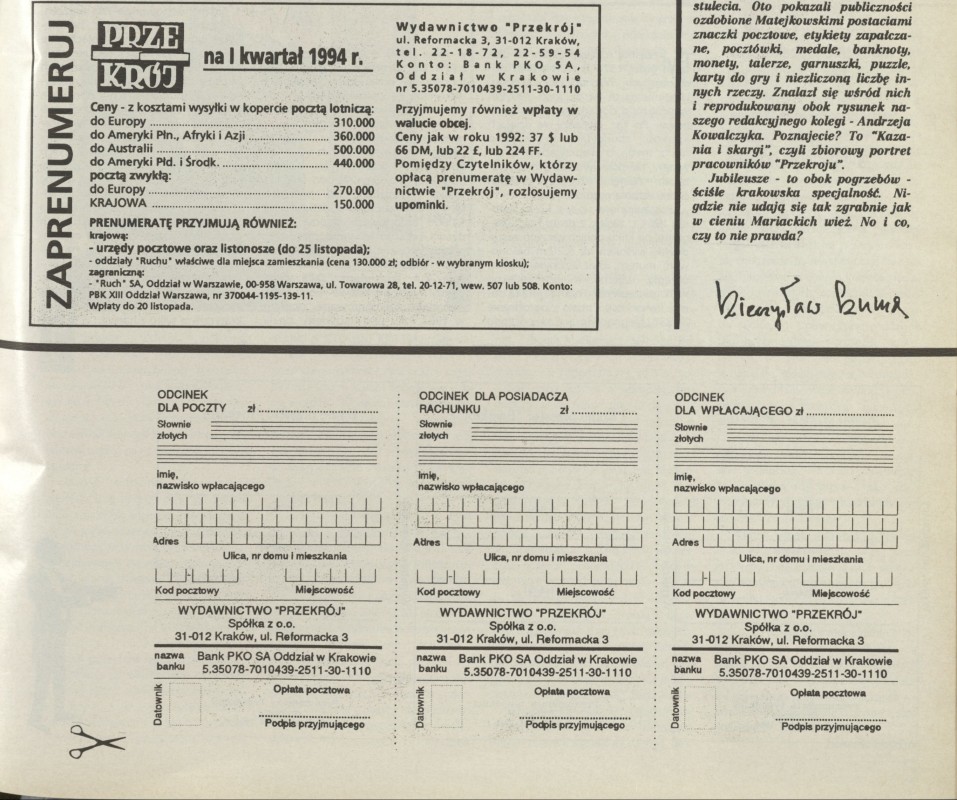 ZAPRENUMERUJ
PRZE
KRÓJ
na I kwartał 1994 r.
Ceny - z kosztami wysyłki w kopercie pocztą lotniczą:
do Europy ........................ 310.000
do Ameryki Płn., Afryki i Azji ........................ 360.000
do Australii ........................ 500.000
do Ameryki Płd. i Środk. ........................ 440.000
pocztą zwykłą:
do Europy ........................ 270.000
KRAJOWA ........................ 150.000
Wydawnictwo "Przekrój"
ul. Reformacka 3, 31-012 Kraków,
tel. 22-18-72, 22-59-54
Konto: Bank PKO SA,
Oddział w Krakowie
nr 5.35078-7010439-2511-30-1110
Przyjmujemy również wpłaty w
walucie obcej.
Ceny jak w roku 1992: 37 $ lub
66 DM, lub 22 £, lub 224 FF.
Pomiędzy Czytelników, którzy
opłacą prenumeratę w Wydaw-
nictwie "Przekrój", rozlosujemy
upominki.
PRENUMERATĘ PRZYJMUJĄ RÓWNIEŻ:
krajową:
- urzędy pocztowe oraz listonosze (do 25 listopada);
- oddziały "Ruchu" właściwe dla miejsca zamieszkania (cena 130.000 zł; odbiór - w wybranym kiosku);
zagraniczną:
- "Ruch" SA, Oddział w Warszawie, 00-958 Warszawa, ul. Towarowa 28, tel. 20-12-71, wew. 507 lub 508. Konto:
PBK XIII Oddział Warszawa, nr 370044-1195-139-11.
Wpłaty do 20 listopada.
stulecia. Oto pokazali publiczności
ozdobione Matejkowskimi postaciami
znaczki pocztowe, etykiety zapałcza-
ne, pocztówki, medale, banknoty,
monety, talerze, garnuszki, puzzle,
karty do gry i niezliczoną liczbę in-
nych rzeczy. Znalazł się wśród nich
i reprodukowany obok rysunek na-
szego redakcyjnego kolegi - Andrzeja
Kowalczyka. Poznajecie? To "Kaza-
nia i skargi", czyli zbiorowy portret
pracowników "Przekroju".
Jubileusze - to obok pogrzebów -
ściśle krakowska specjalność. Ni-
gdzie nie udają się tak zgrabnie jak
w cieniu Mariackich wież. No i co,
czy to nie prawda?
Mieczysław Czuma
ODCINEK
DLA POCZTY zł ........................
Słownie
złotych
imię,
nazwisko wpłacającego
Adres
Ulica, nr domu i mieszkania
Kod pocztowy Miejscowość
WYDAWNICTWO "PRZEKRÓJ"
Spółka z o.o.
31-012 Kraków, ul. Reformacka 3
nazwa banku Bank PKO SA Oddział w Krakowie
5.35078-7010439-2511-30-1110
Datownik
Opłata pocztowa
Podpis przyjmującego
ODCINEK DLA POSIADACZA
RACHUNKU zł ........................
Słownie
złotych
imię,
nazwisko wpłacającego
Adres
Ulica, nr domu i mieszkania
Kod pocztowy Miejscowość
WYDAWNICTWO "PRZEKRÓJ"
Spółka z o.o.
31-012 Kraków, ul. Reformacka 3
nazwa banku Bank PKO SA Oddział w Krakowie
5.35078-7010439-2511-30-1110
Datownik
Opłata pocztowa
Podpis przyjmującego
ODCINEK
DLA WPŁACAJĄCEGO zł ........................
Słownie
złotych
imię,
nazwisko wpłacającego
Adres
Ulica, nr domu i mieszkania
Kod pocztowy Miejscowość
WYDAWNICTWO "PRZEKRÓJ"
Spółka z o.o.
31-012 Kraków, ul. Reformacka 3
nazwa banku Bank PKO SA Oddział w Krakowie
5.35078-7010439-2511-30-1110
Datownik
Opłata pocztowa
Podpis przyjmującego